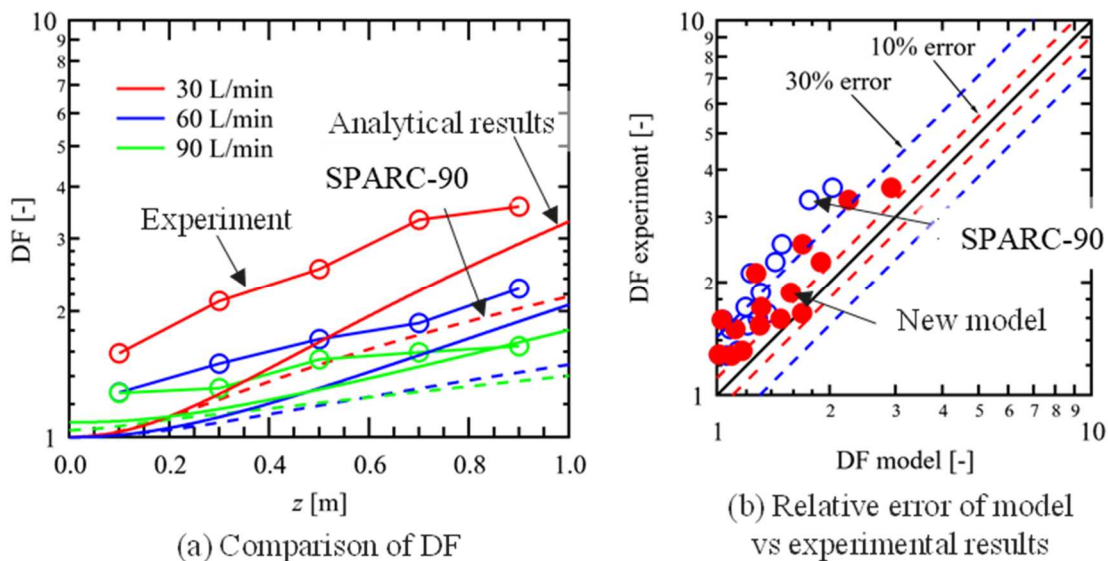 10
9
8
7
6
5
4
3
2
1
DF [-]
30 L/min
60 L/min
90 L/min
Analytical results
SPARC-90
Experiment
0.0 0.2 0.4 0.6 0.8 1.0
z [m]
(a) Comparison of DF
10
9
8
7
6
5
4
3
2
1
DF experiment [-]
10% error
30% error
SPARC-90
New model
1 2 3 4 5 6 7 8 9 10
DF model [-]
(b) Relative error of model
vs experimental results